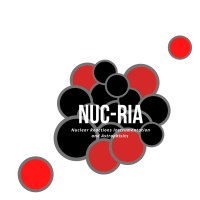 NUC-RIA
Nuclear Reactions Instrumentation
and Astrophysics